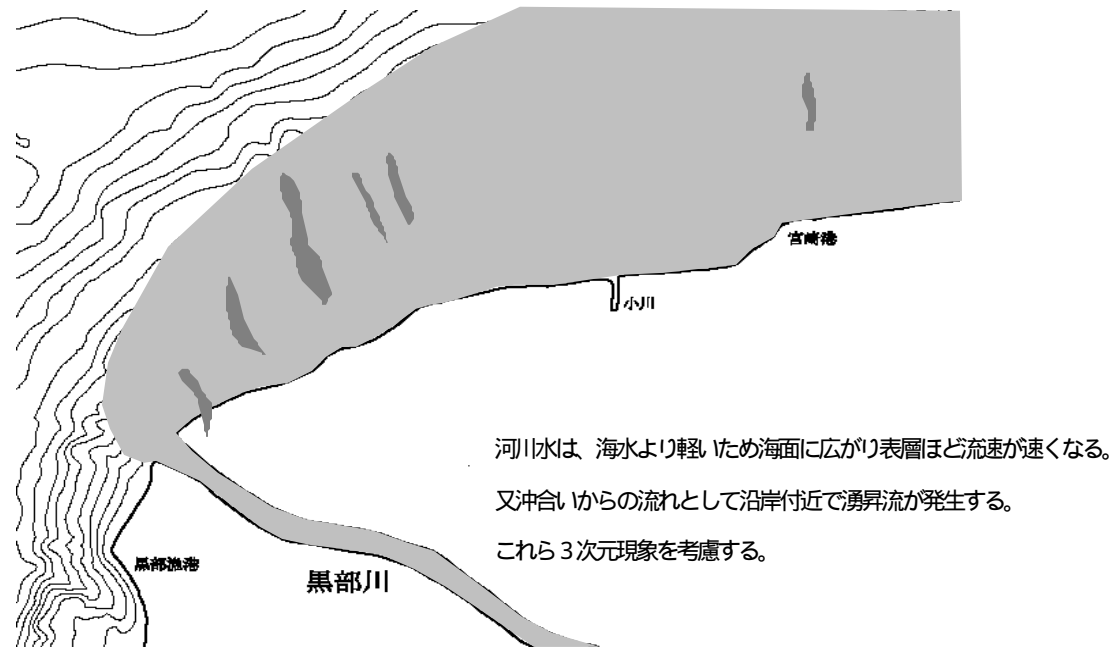 宮崎港
小川
河川水は、海水より軽いため海面に広がり表層ほど流速が速くなる。
又沖合いからの流れとして沿岸付近で湧昇流が発生する。
これら3次元現象を考慮する。
黒部漁港
黒部川